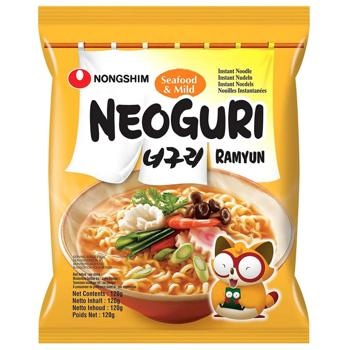 NONGSHIM
Seafood
& Mild
Instant Noodle
Instant Nudeln
Instant Noedels
Nouilles Instantanées
NEOGURI
너구리 RAMYUN
Net Contents : 120g
Netto Inhalt : 120g
Netto Inhoud : 120g
Poids Net : 120g